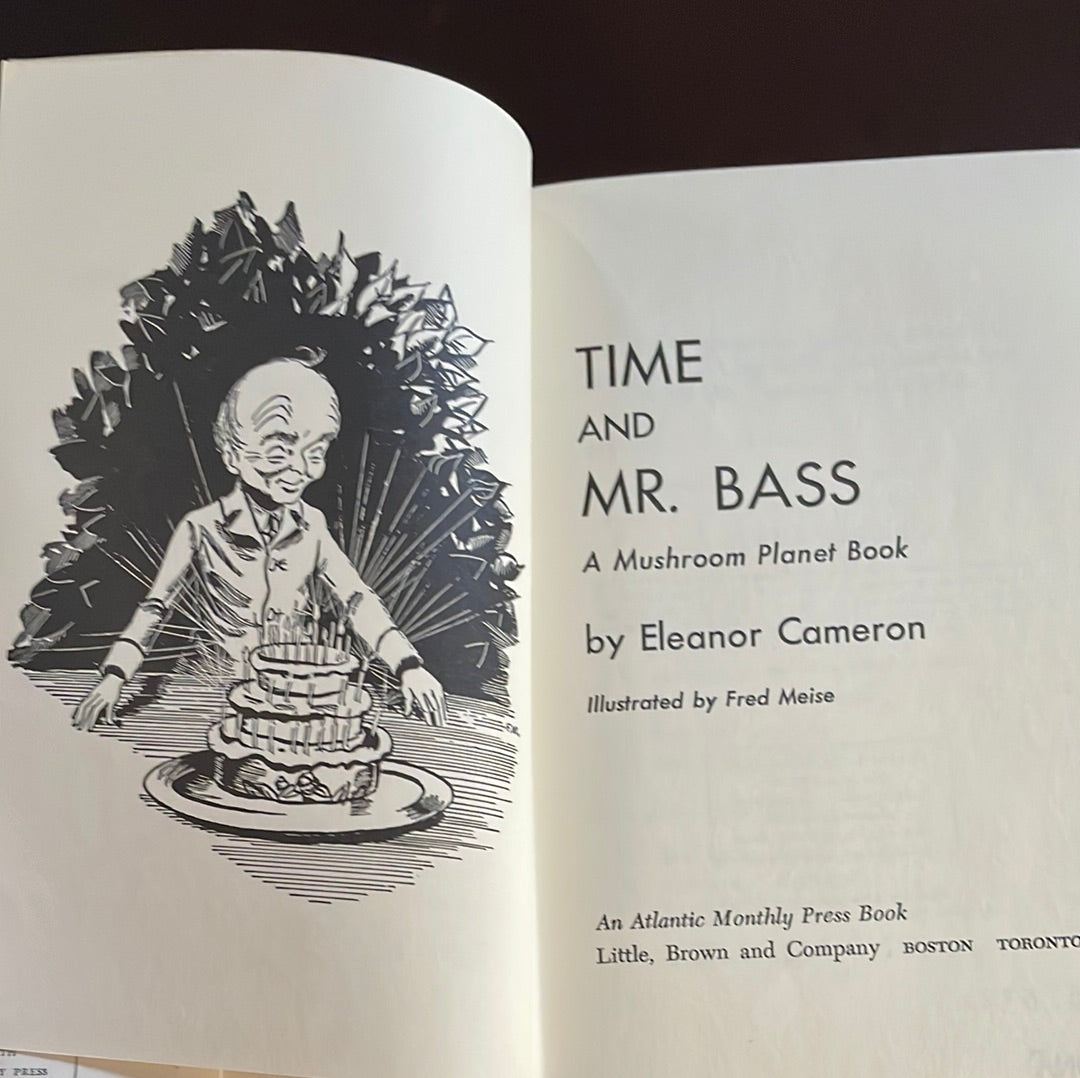 TIME
AND
MR. BASS
A Mushroom Planet Book
by Eleanor Cameron
Illustrated by Fred Meise
An Atlantic Monthly Press Book
Little, Brown and Company BOSTON TORONTO
PRESS